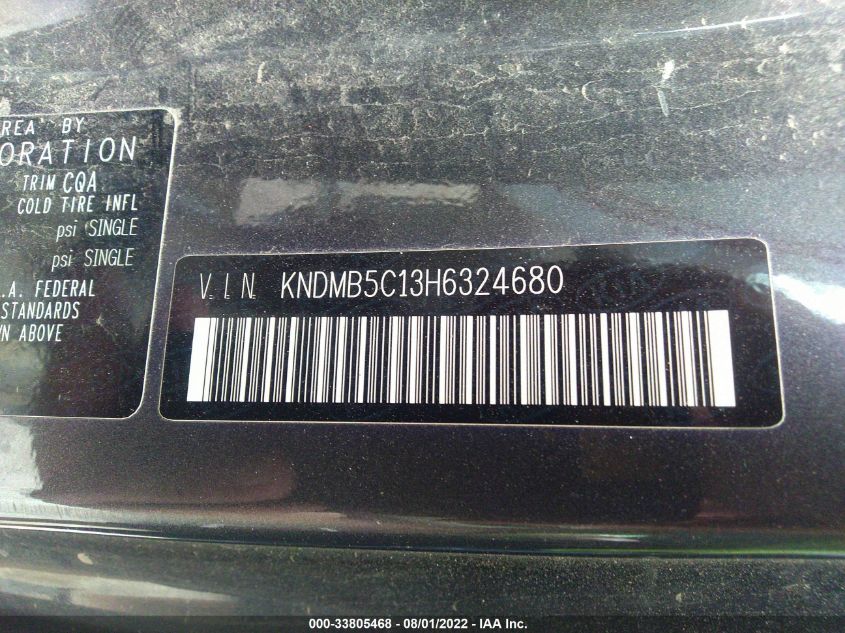 REA BY
ORATION
TRIM CQA
COLD TIRE INFL
psi SINGLE
psi SINGLE
.A. FEDERAL
STANDARDS
N ABOVE
V.I.N. KNDMB5C13H6324680
000-33805468 - 08/01/2022 - IAA Inc.